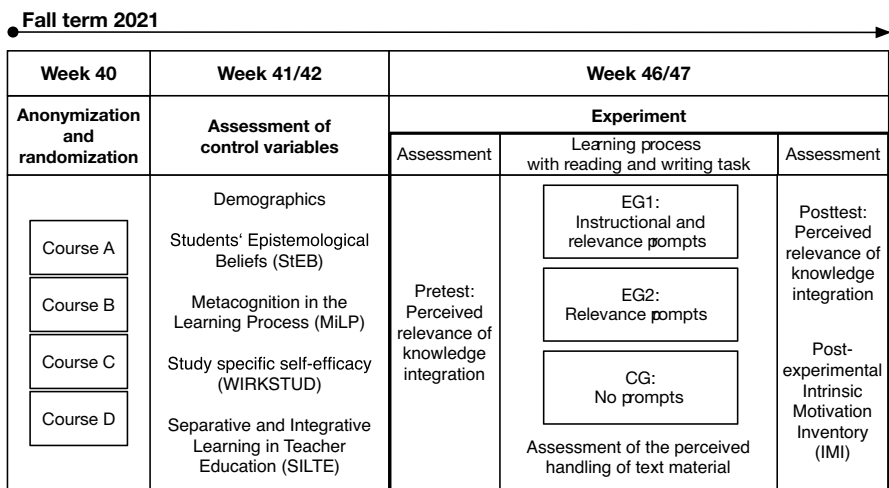 Fall term 2021
Week 40
Week 41/42
Week 46/47
Anonymization
and
randomization
Assessment of
control variables
Experiment
Assessment
Learning process
with reading and writing task
Assessment
Course A
Course B
Course C
Course D
Demographics
Students‘ Epistemological
Beliefs (StEB)
Metacognition in the
Learning Process (MiLP)
Study specific self-efficacy
(WIRKSTUD)
Separative and Integrative
Learning in Teacher
Education (SILTE)
Pretest:
Perceived
relevance of
knowledge
integration
EG1:
Instructional and
relevance prompts
EG2:
Relevance prompts
CG:
No prompts
Assessment of the perceived
handling of text material
Posttest:
Perceived
relevance of
knowledge
integration
Post-
experimental
Intrinsic
Motivation
Inventory
(IMI)